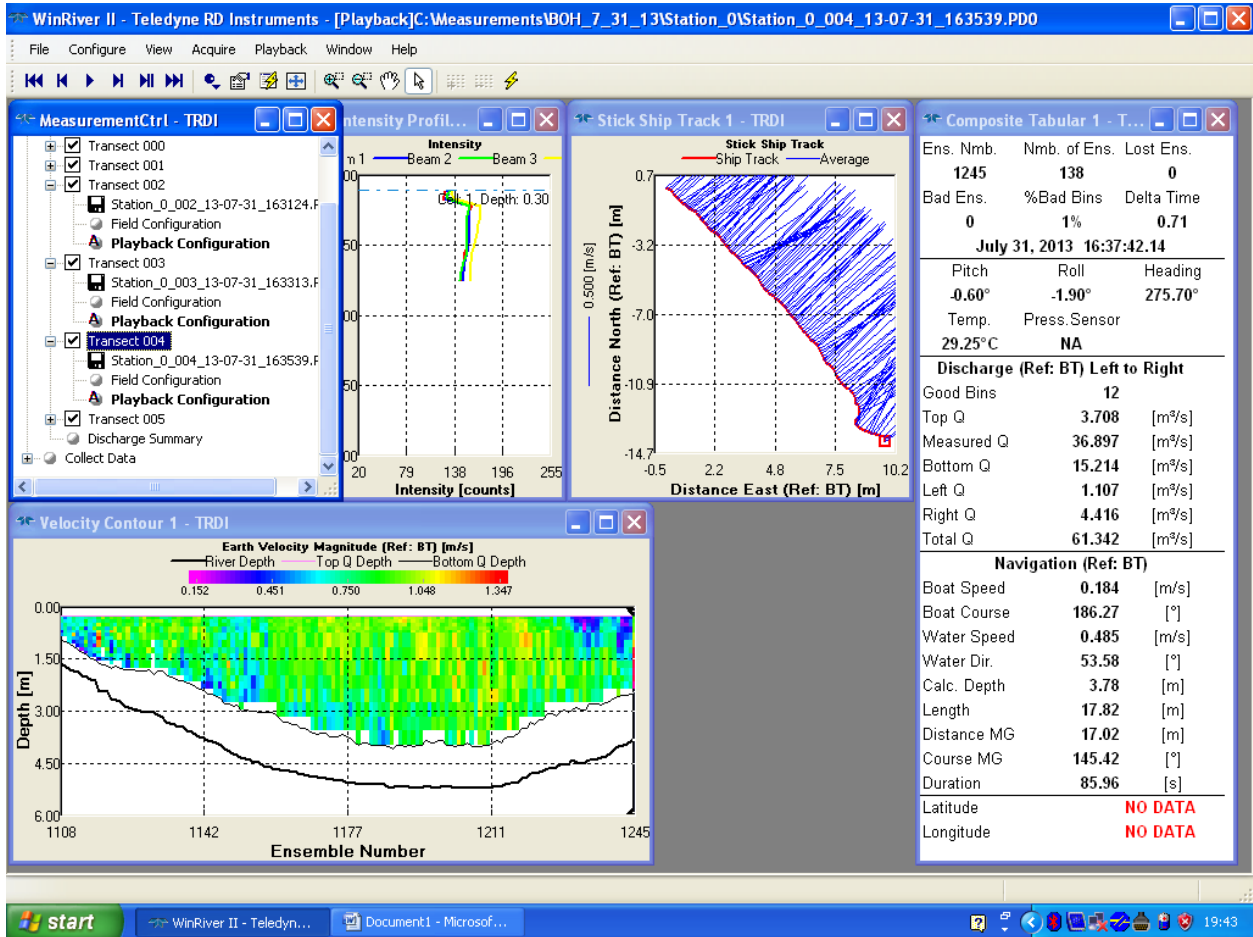 WinRiver II - Teledyne RD Instruments - [Playback]C:\Measurements\BOH_7_31_13\Station_0\Station_0_004_13-07-31_163539.PD0
File Configure View Acquire Playback Window Help
MeasurementCtrl - TRDI
Transect 000
Transect 001
Transect 002
Station_0_002_13-07-31_163124.F
Field Configuration
Playback Configuration
Transect 003
Station_0_003_13-07-31_163313.F
Field Configuration
Playback Configuration
Transect 004
Station_0_004_13-07-31_163539.F
Field Configuration
Playback Configuration
Transect 005
Discharge Summary
Collect Data
ntensity Profil...
Intensity
n 1 Beam 2 Beam 3
Depth: 0.30
00
50
00
50
00
20 79 138 196 255
Intensity [counts]
Stick Ship Track 1 - TRDI
Stick Ship Track
Ship Track Average
0.500 [m/s]
Distance North (Ref: BT) [m]
0.7
-3.2
-7.0
-10.9
-14.7
-0.5 2.2 4.8 7.5 10.2
Distance East (Ref: BT) [m]
Composite Tabular 1 - T...
Ens. Nmb. Nmb. of Ens. Lost Ens.
1245 138 0
Bad Ens. %Bad Bins Delta Time
0 1% 0.71
July 31, 2013 16:37:42.14
Pitch Roll Heading
-0.60° -1.90° 275.70°
Temp. Press.Sensor
29.25°C NA
Discharge (Ref: BT) Left to Right
Good Bins 12
Top Q 3.708 [m³/s]
Measured Q 36.897 [m³/s]
Bottom Q 15.214 [m³/s]
Left Q 1.107 [m³/s]
Right Q 4.416 [m³/s]
Total Q 61.342 [m³/s]
Navigation (Ref: BT)
Boat Speed 0.184 [m/s]
Boat Course 186.27 [°]
Water Speed 0.485 [m/s]
Water Dir. 53.58 [°]
Calc. Depth 3.78 [m]
Length 17.82 [m]
Distance MG 17.02 [m]
Course MG 145.42 [°]
Duration 85.96 [s]
Latitude NO DATA
Longitude NO DATA
Velocity Contour 1 - TRDI
Earth Velocity Magnitude (Ref: BT) [m/s]
River Depth Top Q Depth Bottom Q Depth
0.152 0.451 0.750 1.048 1.347
Depth [m]
0.00
1.50
3.00
4.50
6.00
1108 1142 1177 1211 1245
Ensemble Number
start
WinRiver II - Teledyn...
Document1 - Microsof...
19:43